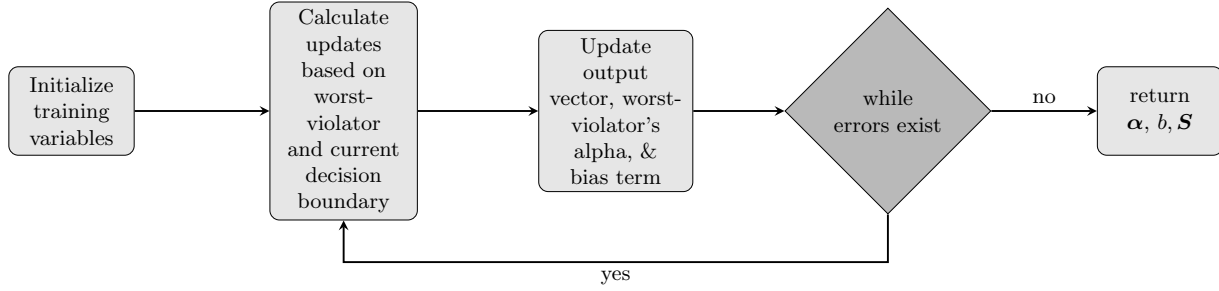 Initialize
training
variables
Calculate
updates
based on
worst-
violator
and current
decision
boundary
Update
output
vector, worst-
violator's
alpha, &
bias term
while
errors exist
no
return
α, b, S
yes